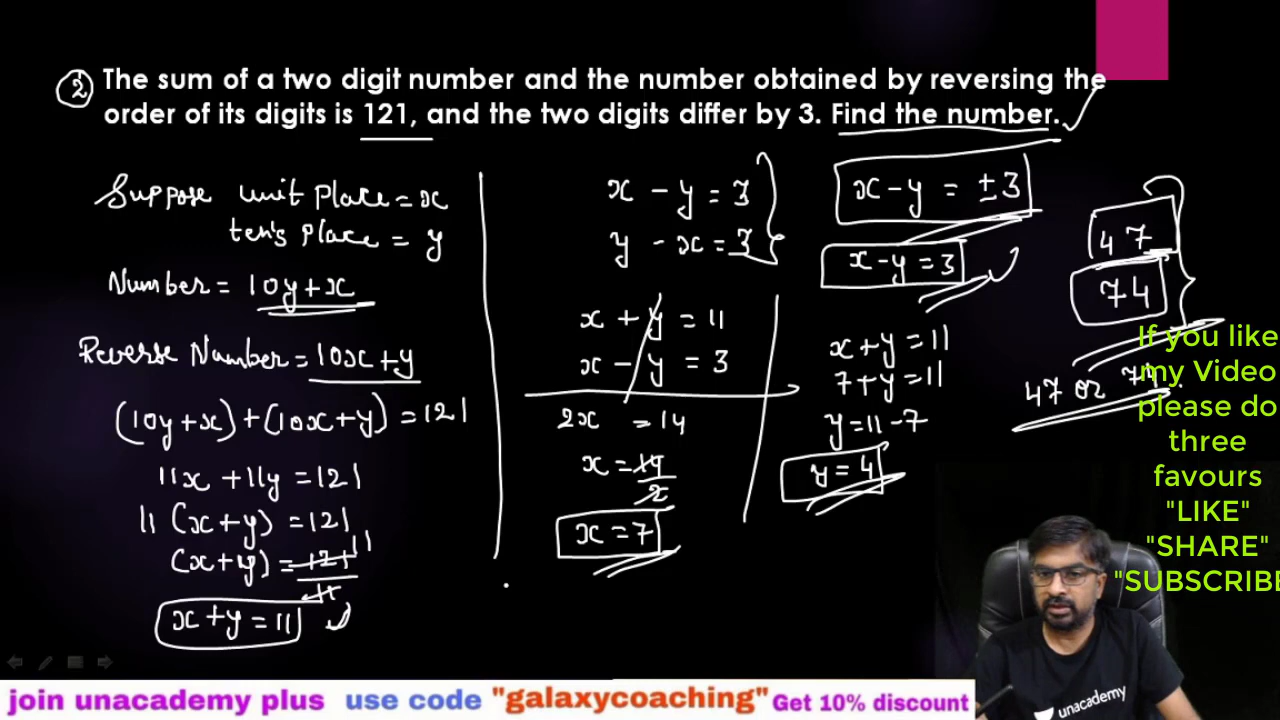 2 The sum of a two digit number and the number obtained by reversing the
order of its digits is 121, and the two digits differ by 3. Find the number.
Suppose unit place = x
ten's place = y
Number = 10y+x
Reverse Number = 10x+y
(10y+x)+(10x+y) = 121
11x + 11y = 121
11 (x+y) = 121
(x+y) = 121 11
11
x+y = 11
x - y = 3
y - x = 3
x + y = 11
x - y = 3
2x = 14
x = 14
2
x = 7
x - y = ± 3
x - y = 3
x + y = 11
7 + y = 11
y = 11 - 7
y = 4
47
74
47 or 74.
If you like
my Video
please do
three
favours
"LIKE"
"SHARE"
"SUBSCRIBE
unacademy
join unacademy plus use code "galaxycoaching" Get 10% discount